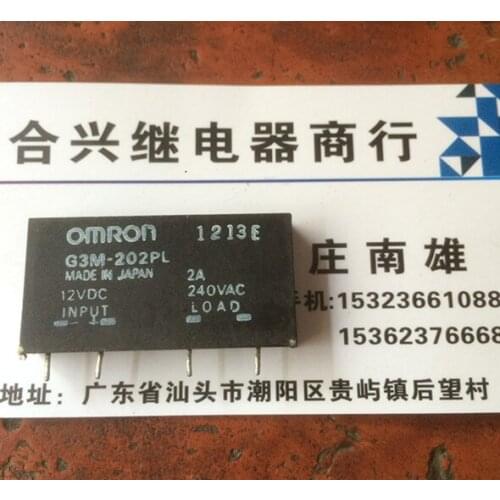 合兴继电器商行
omron 1213E
G3M-202PL
MADE IN JAPAN 2A
12VDC 240VAC
INPUT LOAD
庄南雄
手机:15323661088
15362376668
地址: 广东省汕头市潮阳区贵屿镇后望村